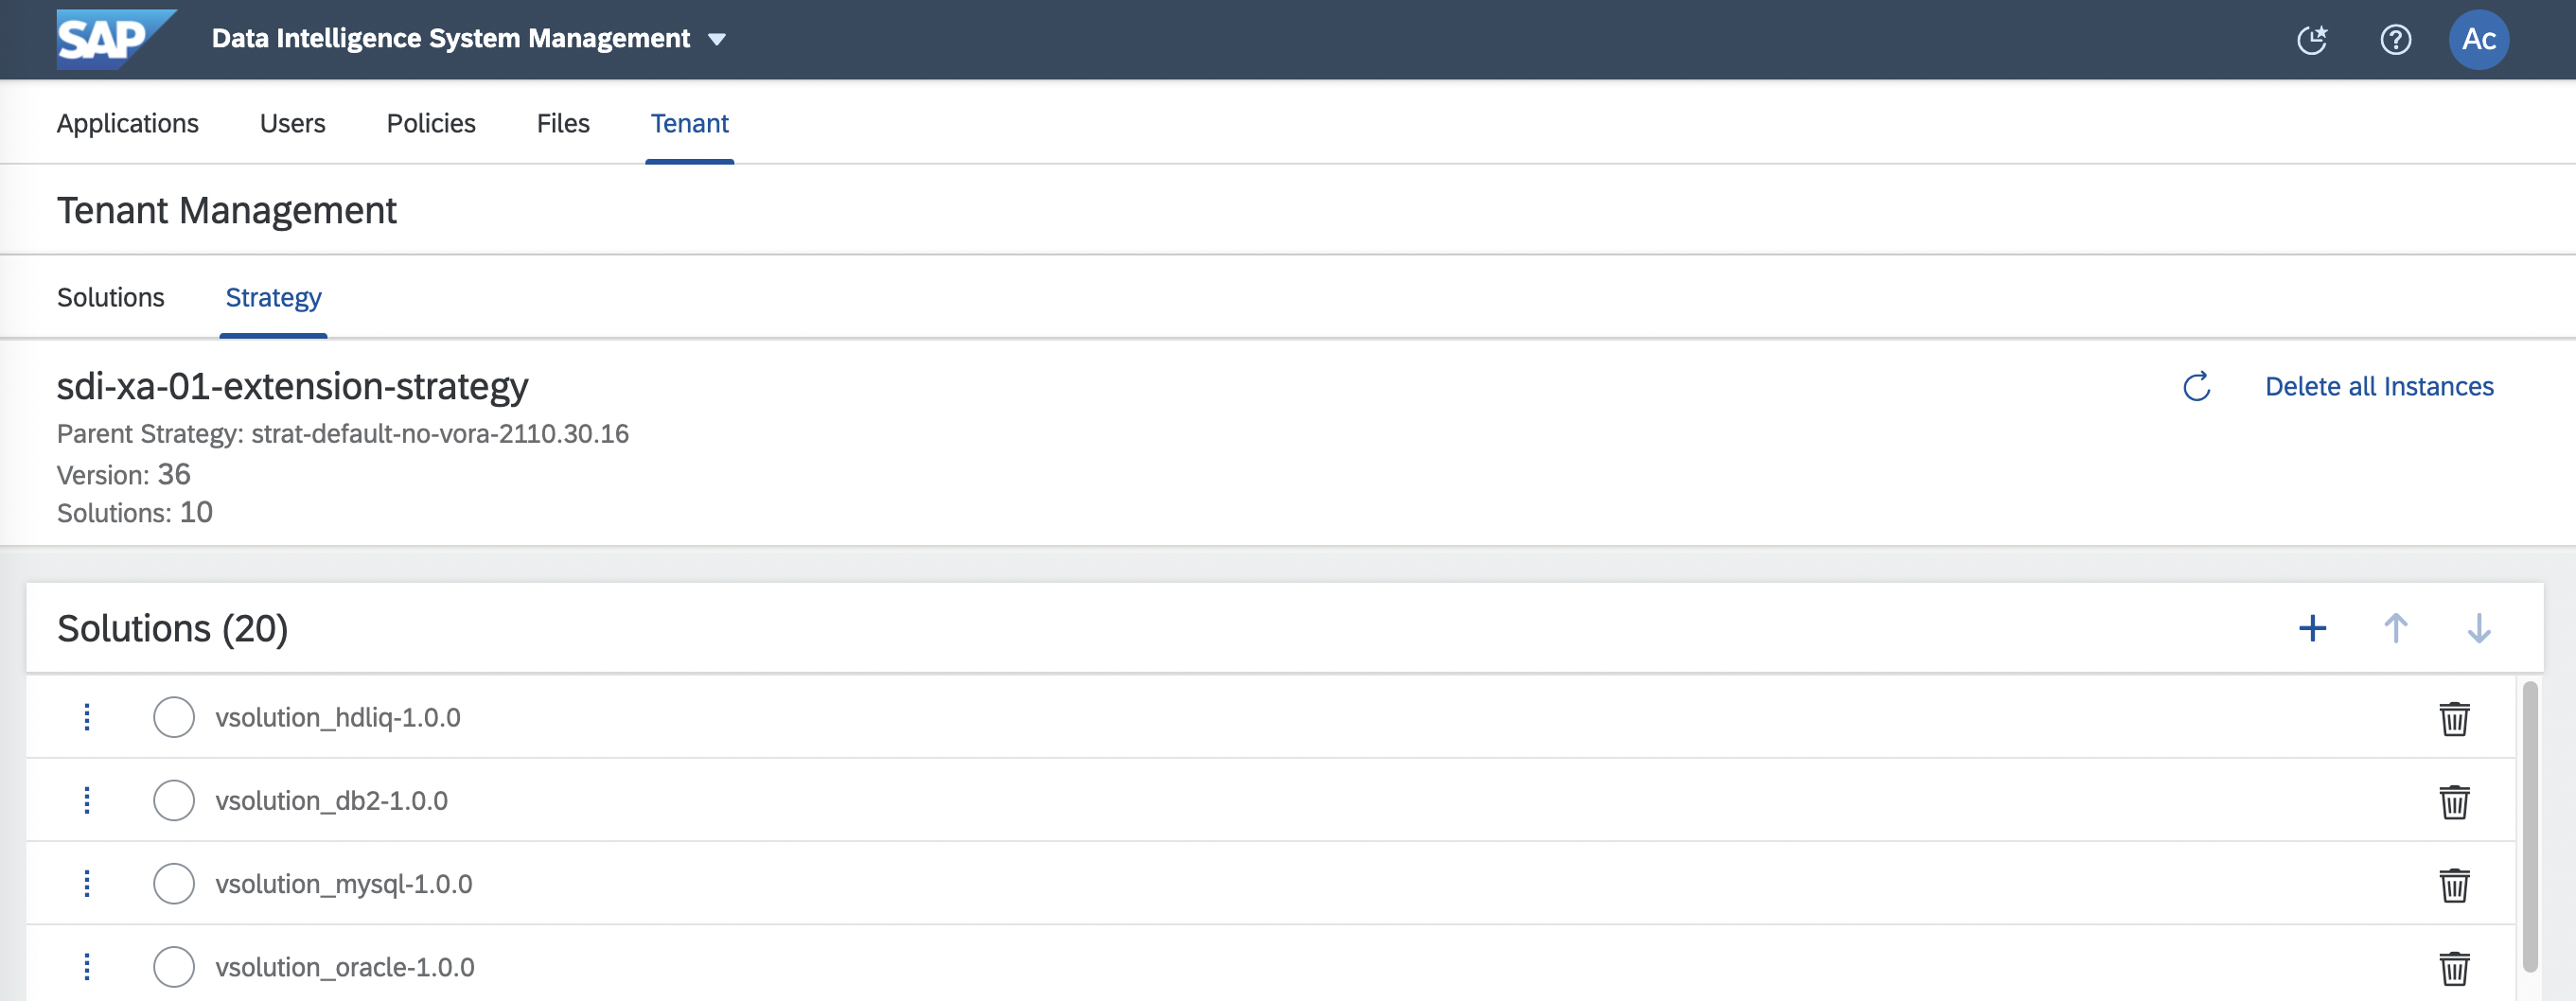 SAP Data Intelligence System Management Ac
Applications Users Policies Files Tenant
Tenant Management
Solutions Strategy
sdi-xa-01-extension-strategy Delete all Instances
Parent Strategy: strat-default-no-vora-2110.30.16
Version: 36
Solutions: 10
Solutions (20)
vsolution_hdliq-1.0.0
vsolution_db2-1.0.0
vsolution_mysql-1.0.0
vsolution_oracle-1.0.0